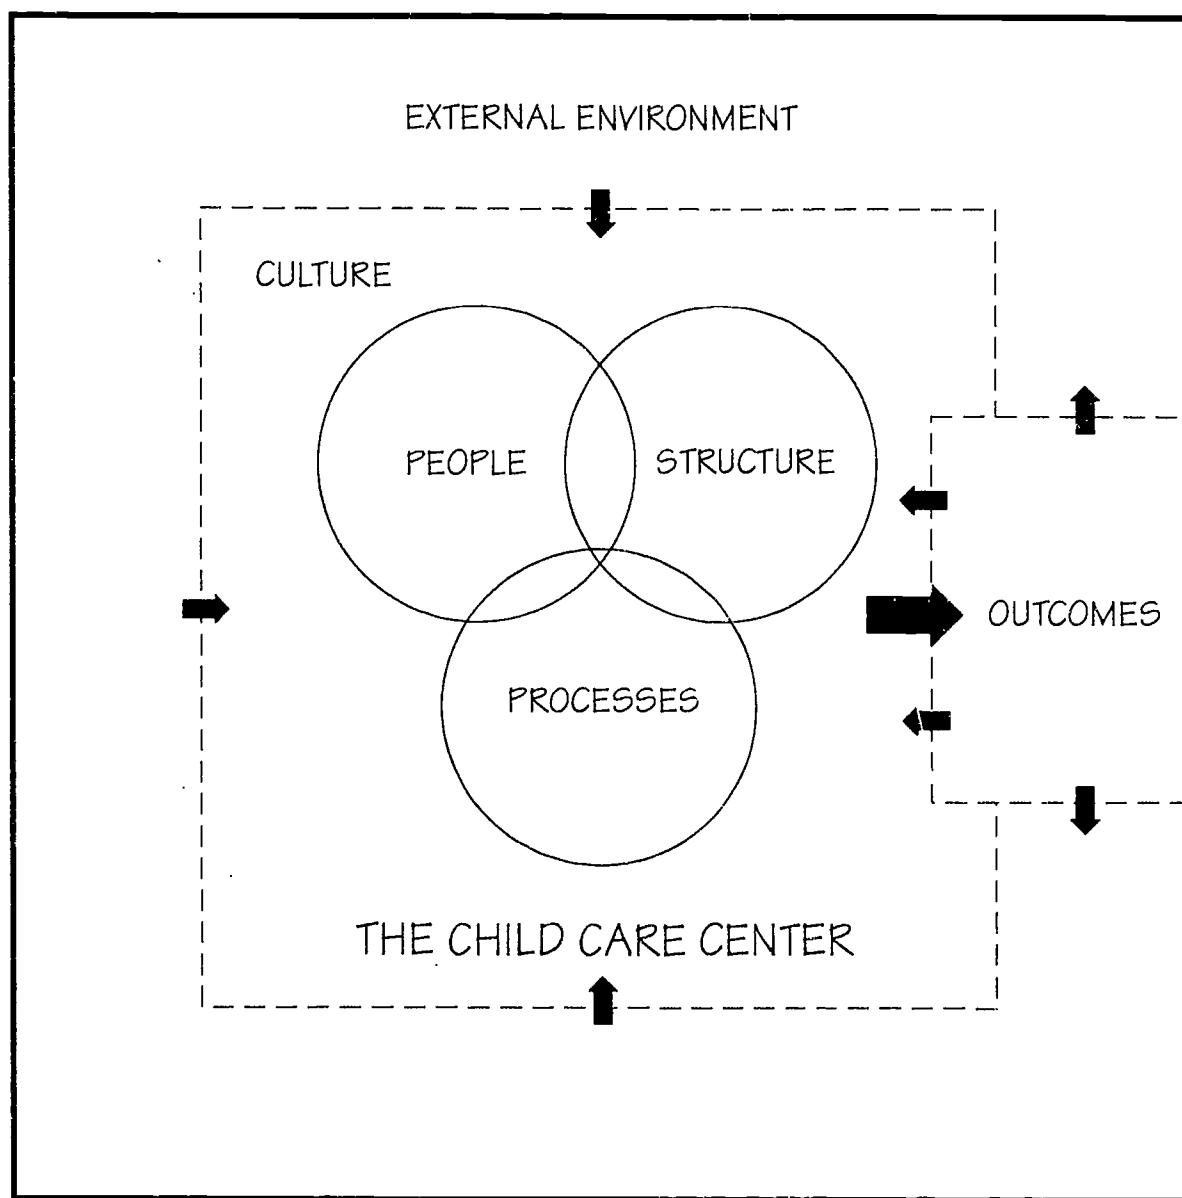 EXTERNAL ENVIRONMENT
CULTURE
PEOPLE
STRUCTURE
OUTCOMES
PROCESSES
THE CHILD CARE CENTER